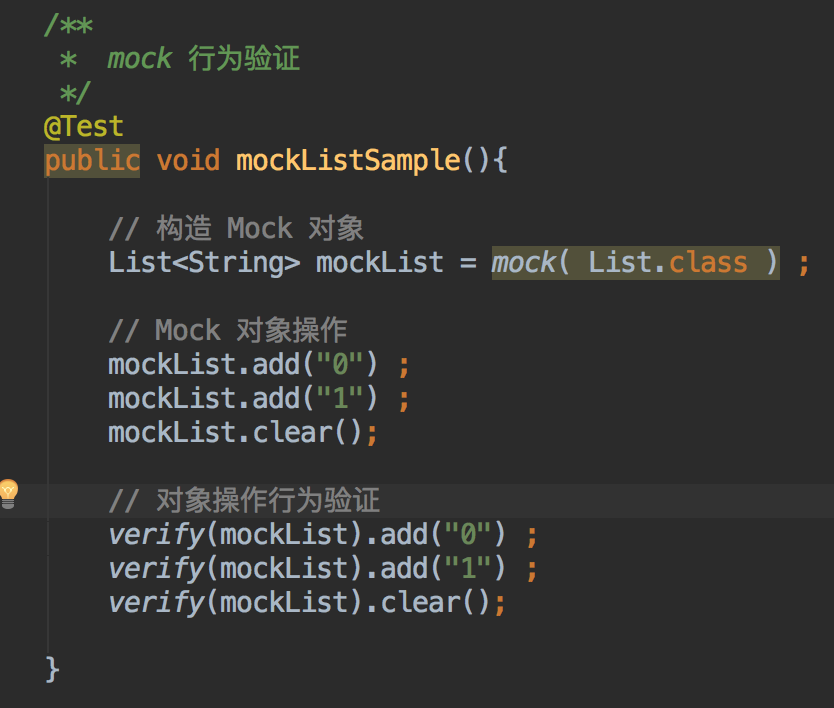 /**
 *  mock 行为验证
 */
@Test
public void mockListSample(){
// 构造 Mock 对象
List<String> mockList = mock( List.class ) ;
// Mock 对象操作
mockList.add("0") ;
mockList.add("1") ;
mockList.clear();
// 对象操作行为验证
verify(mockList).add("0") ;
verify(mockList).add("1") ;
verify(mockList).clear();
}